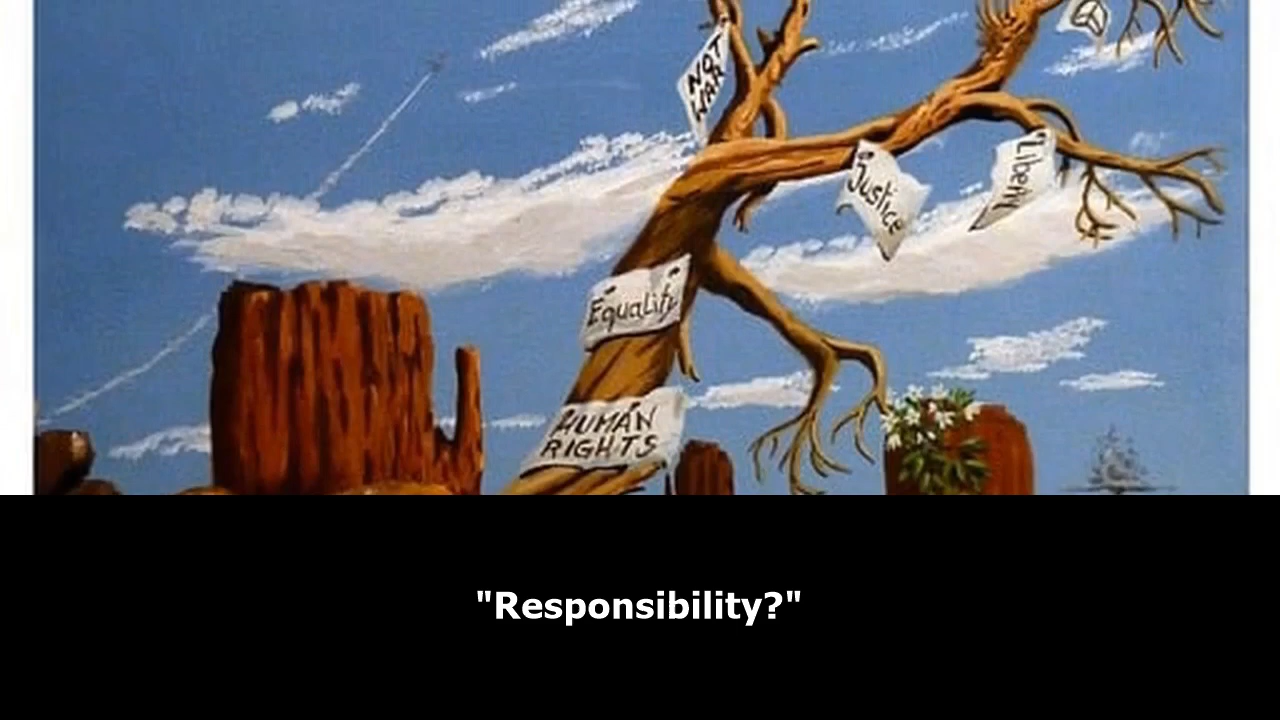 NOT
WAR
Justice
Liberty
Equality
HUMAN
RIGHTS
"Responsibility?"